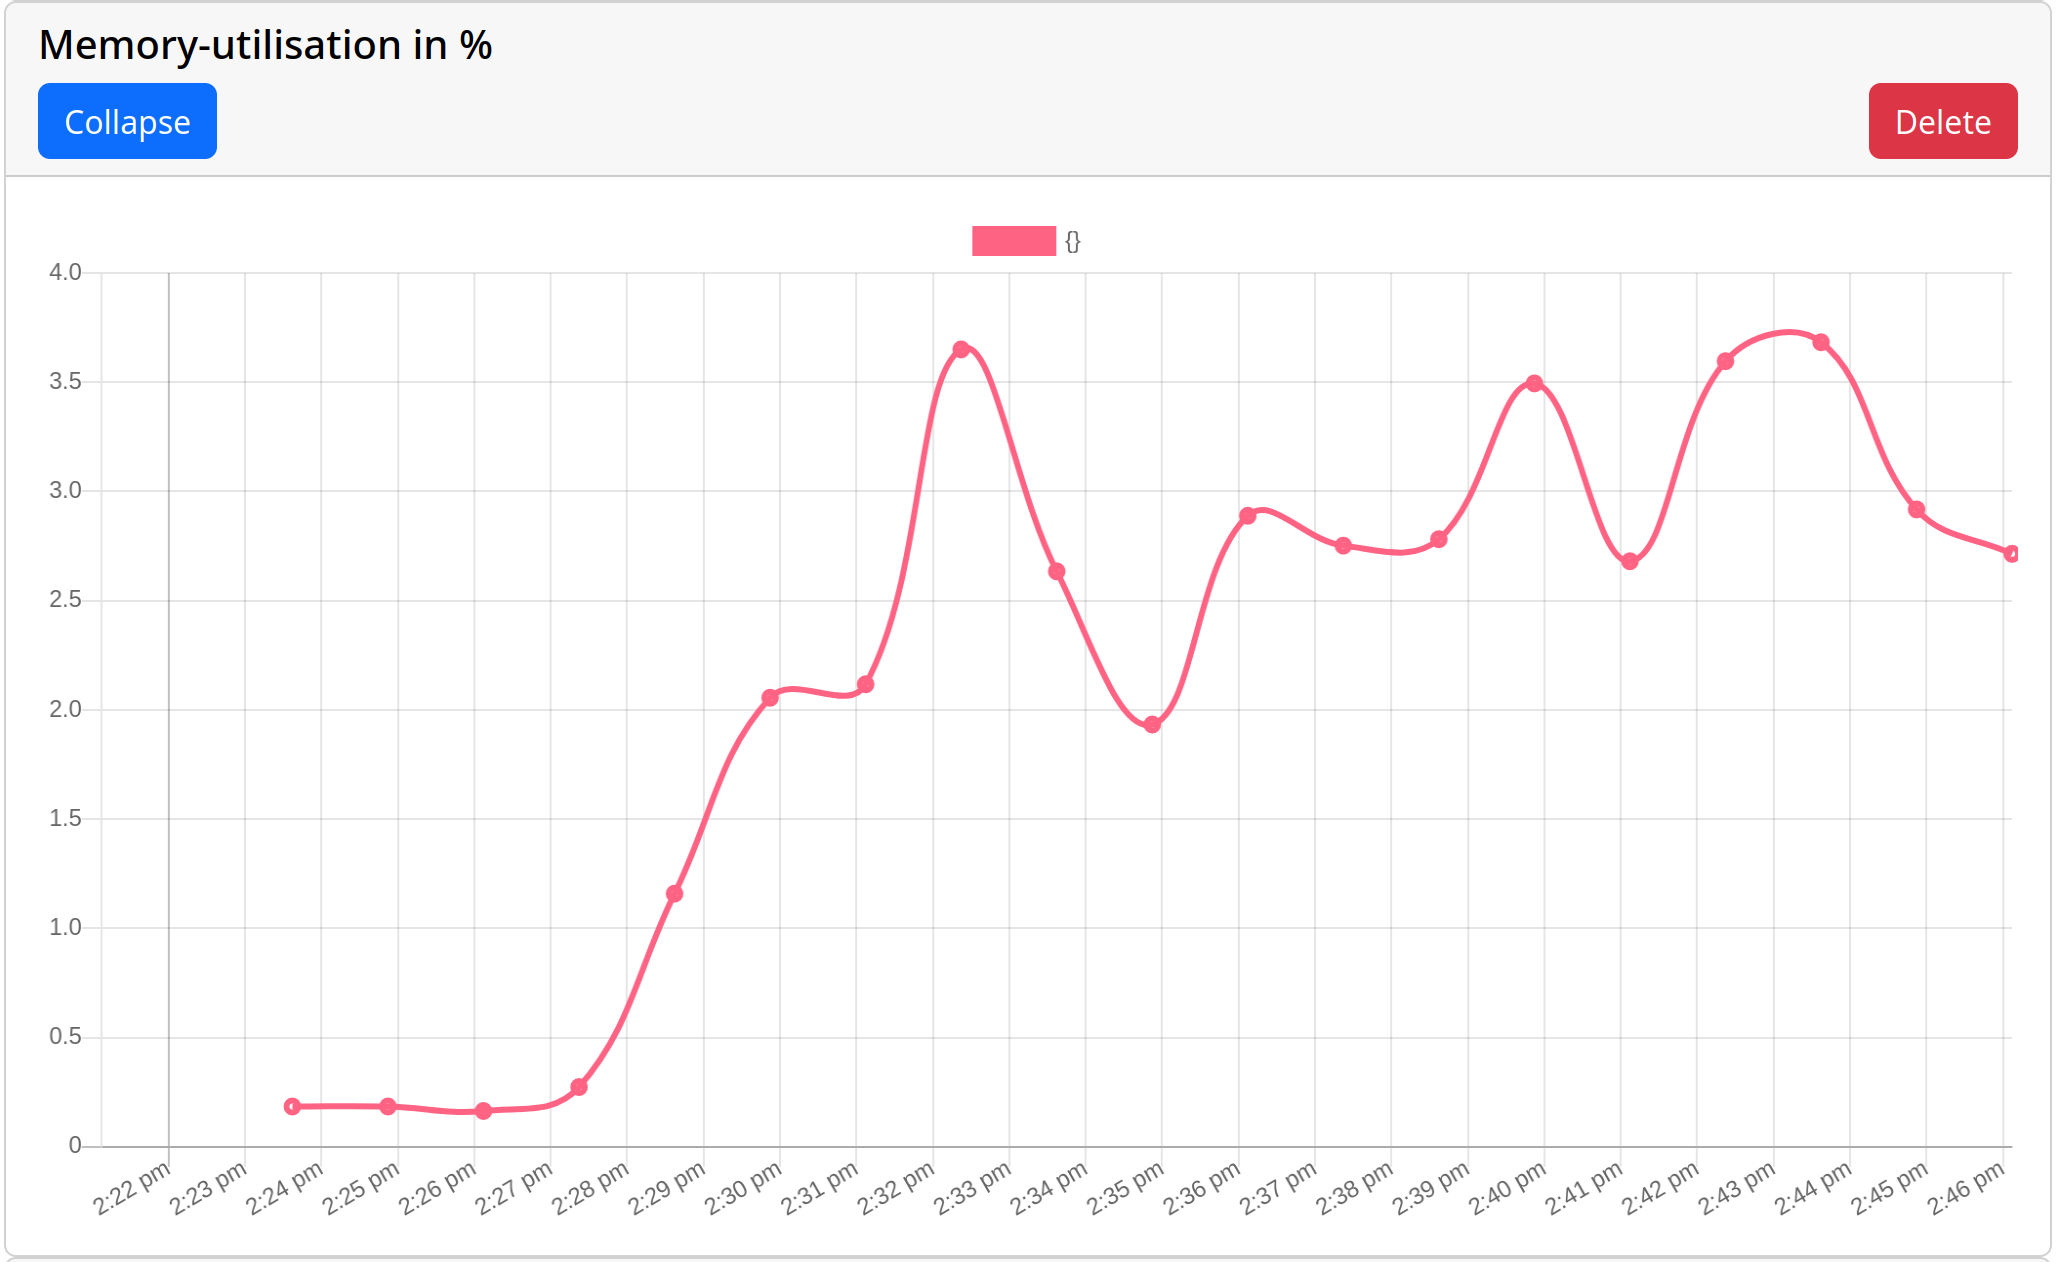 Memory-utilisation in %
Collapse
Delete
{}
4.0
3.5
3.0
2.5
2.0
1.5
1.0
0.5
0
2:22 pm
2:23 pm
2:24 pm
2:25 pm
2:26 pm
2:27 pm
2:28 pm
2:29 pm
2:30 pm
2:31 pm
2:32 pm
2:33 pm
2:34 pm
2:35 pm
2:36 pm
2:37 pm
2:38 pm
2:39 pm
2:40 pm
2:41 pm
2:42 pm
2:43 pm
2:44 pm
2:45 pm
2:46 pm